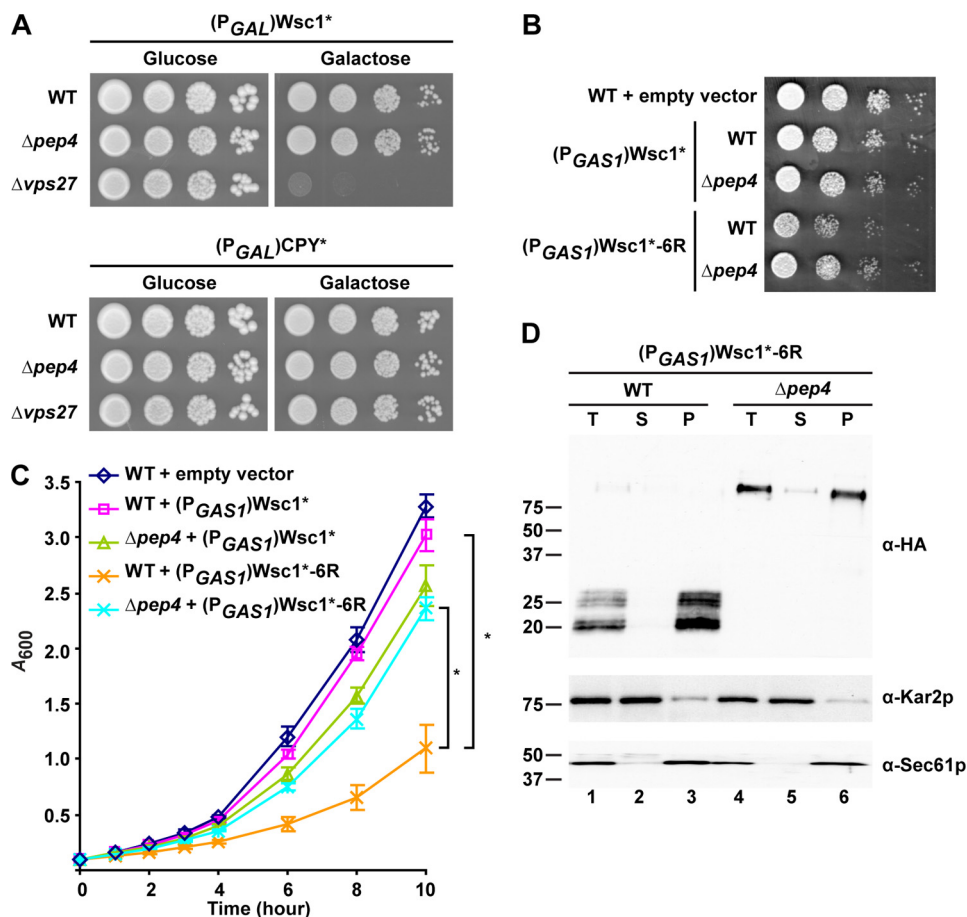 A
(PGAL)Wsc1*
Glucose Galactose
WT
Δpep4
Δvps27
(PGAL)CPY*
Glucose Galactose
WT
Δpep4
Δvps27
B
WT + empty vector
(PGAS1)Wsc1*
WT
Δpep4
(PGAS1)Wsc1*-6R
WT
Δpep4
C
WT + empty vector
WT + (PGAS1)Wsc1*
Δpep4 + (PGAS1)Wsc1*
WT + (PGAS1)Wsc1*-6R
Δpep4 + (PGAS1)Wsc1*-6R
3.5
3.0
2.5
2.0
1.5
1.0
0.5
A600
0 2 4 6 8 10
Time (hour)
*
*
D
(PGAS1)Wsc1*-6R
WT Δpep4
T S P T S P
75
50
37
25
20
α-HA
75
α-Kar2p
50
37
α-Sec61p
1 2 3 4 5 6